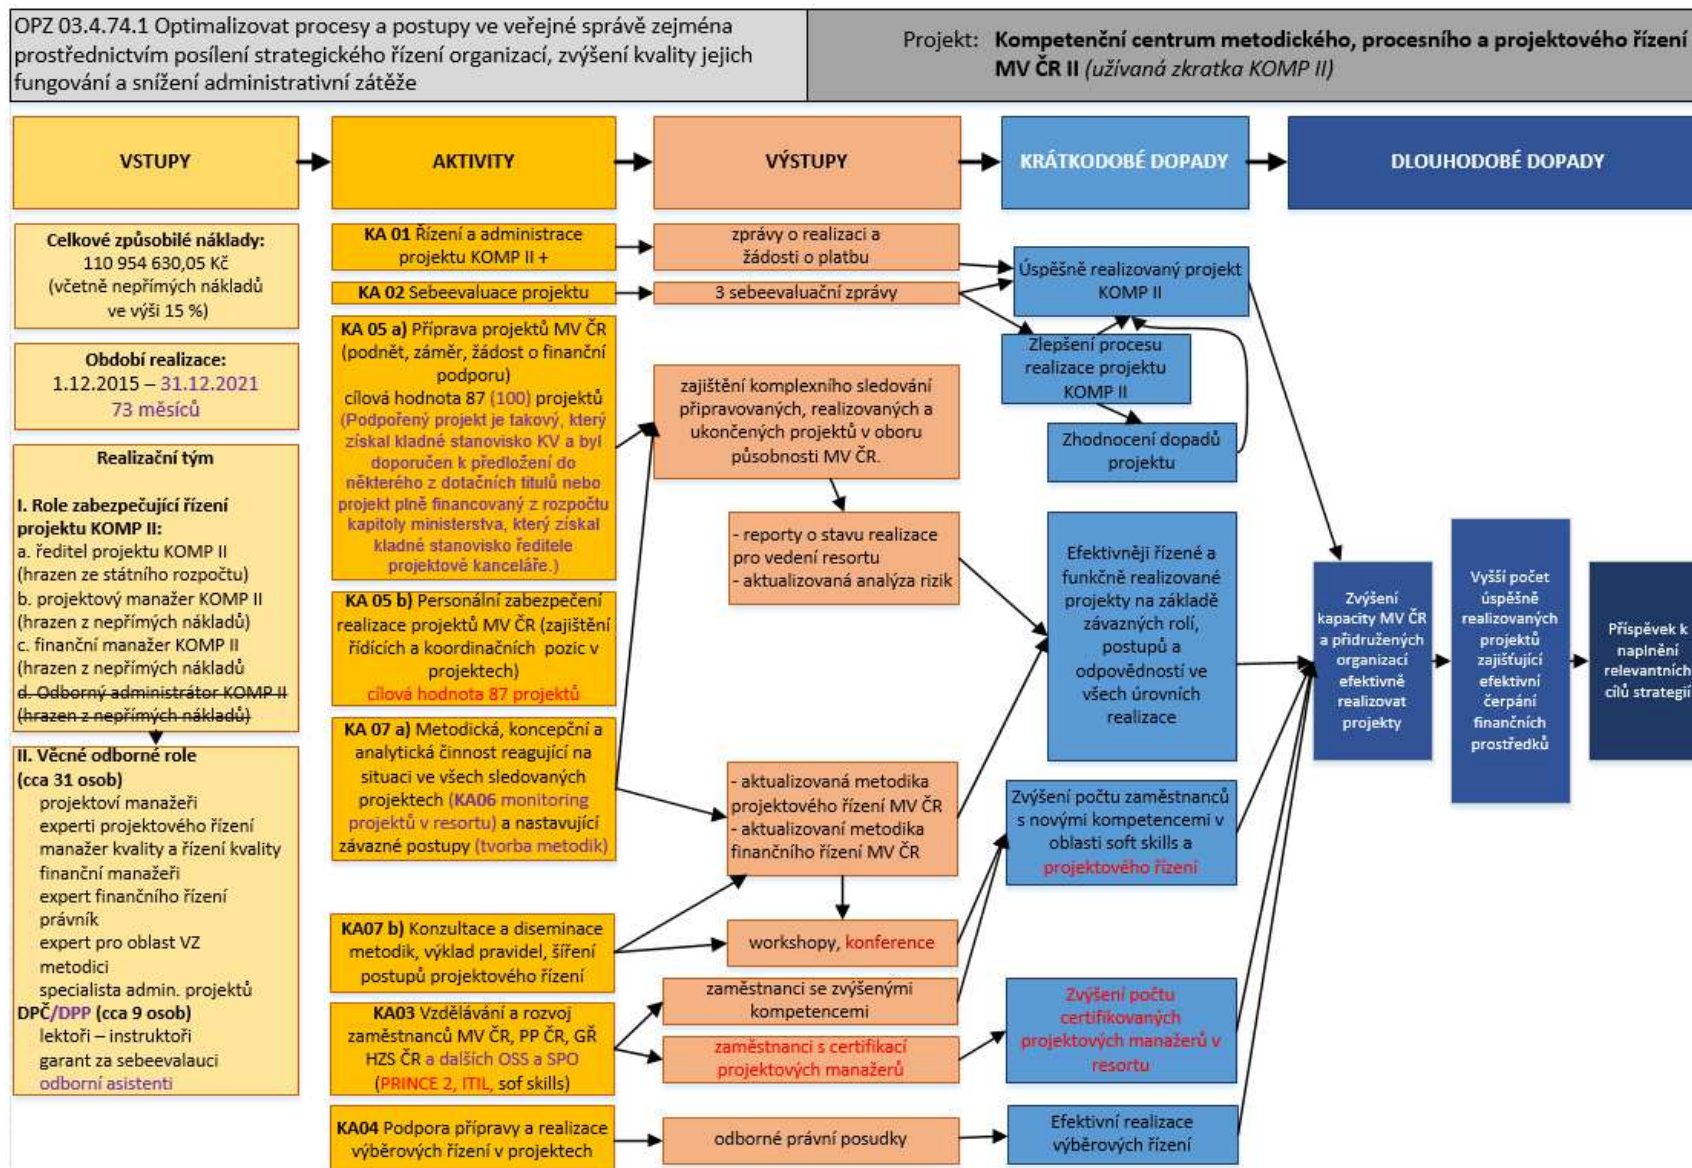 OPZ 03.4.74.1 Optimalizovat procesy a postupy ve veřejné správě zejména
prostřednictvím posílení strategického řízení organizací, zvýšení kvality jejich
fungování a snížení administrativní zátěže
Projekt: Kompetenční centrum metodického, procesního a projektového řízení
MV ČR II (užívaná zkratka KOMP II)
VSTUPY
AKTIVITY
VÝSTUPY
KRÁTKODOBÉ DOPADY
DLOUHODOBÉ DOPADY
Celkové způsobilé náklady:
110 954 630,05 Kč
(včetně nepřímých nákladů
ve výši 15 %)
Období realizace:
1.12.2015 – 31.12.2021
73 měsíců
Realizační tým
I. Role zabezpečující řízení
projektu KOMP II:
a. ředitel projektu KOMP II
(hrazen ze státního rozpočtu)
b. projektový manažer KOMP II
(hrazen z nepřímých nákladů)
c. finanční manažer KOMP II
(hrazen z nepřímých nákladů
d. Odborný administrátor KOMP II
(hrazen z nepřímých nákladů)
II. Věcné odborné role
(cca 31 osob)
projektoví manažeři
experti projektového řízení
manažer kvality a řízení kvality
finanční manažeři
expert finančního řízení
právník
expert pro oblast VZ
metodici
specialista admin. projektů
DPČ/DPP (cca 9 osob)
lektoři – instruktoři
garant za sebeevalauci
odborní asistenti
KA 01 Řízení a administrace
projektu KOMP II +
KA 02 Sebeevaluace projektu
KA 05 a) Příprava projektů MV ČR
(podnět, záměr, žádost o finanční
podporu)
cílová hodnota 87 (100) projektů
(Podpořený projekt je takový, který
získal kladné stanovisko KV a byl
doporučen k předložení do
některého z dotačních titulů nebo
projekt plně financovaný z rozpočtu
kapitoly ministerstva, který získal
kladné stanovisko ředitele
projektové kanceláře.)
KA 05 b) Personální zabezpečení
realizace projektů MV ČR (zajištění
řídících a koordinačních pozic v
projektech)
cílová hodnota 87 projektů
KA 07 a) Metodická, koncepční a
analytická činnost reagující na
situaci ve všech sledovaných
projektech (KA06 monitoring
projektů v resortu) a nastavující
závazné postupy (tvorba metodik)
KA07 b) Konzultace a diseminace
metodik, výklad pravidel, šíření
postupů projektového řízení
KA03 Vzdělávání a rozvoj
zaměstnanců MV ČR, PP ČR, GŘ
HZS ČR a dalších OSS a SPO
(PRINCE 2, ITIL, sof skills)
KA04 Podpora přípravy a realizace
výběrových řízení v projektech
zprávy o realizaci a
žádosti o platbu
3 sebeevaluační zprávy
zajištění komplexního sledování
připravovaných, realizovaných a
ukončených projektů v oboru
působnosti MV ČR.
- reporty o stavu realizace
pro vedení resortu
- aktualizovaná analýza rizik
- aktualizovaná metodika
projektového řízení MV ČR
- aktualizovaní metodika
finančního řízení MV ČR
workshopy, konference
zaměstnanci se zvýšenými
kompetencemi
zaměstnanci s certifikací
projektových manažerů
odborné právní posudky
Úspěšně realizovaný projekt
KOMP II
Zlepšení procesu
realizace projektu
KOMP II
Zhodnocení dopadů
projektu
Efektivněji řízené a
funkčně realizované
projekty na základě
závazných rolí,
postupů a
odpovědností ve
všech úrovních
realizace
Zvýšení počtu zaměstnanců
s novými kompetencemi v
oblasti soft skills a
projektového řízení
Zvýšení počtu
certifikovaných
projektových manažerů v
resortu
Efektivní realizace
výběrových řízení
Zvýšení
kapacity MV ČR
a přidružených
organizací
efektivně
realizovat
projekty
Vyšší počet
úspěšně
realizovaných
projektů
zajišťující
efektivní
čerpání
finančních
prostředků
Příspěvek k
naplnění
relevantních
cílů strategií